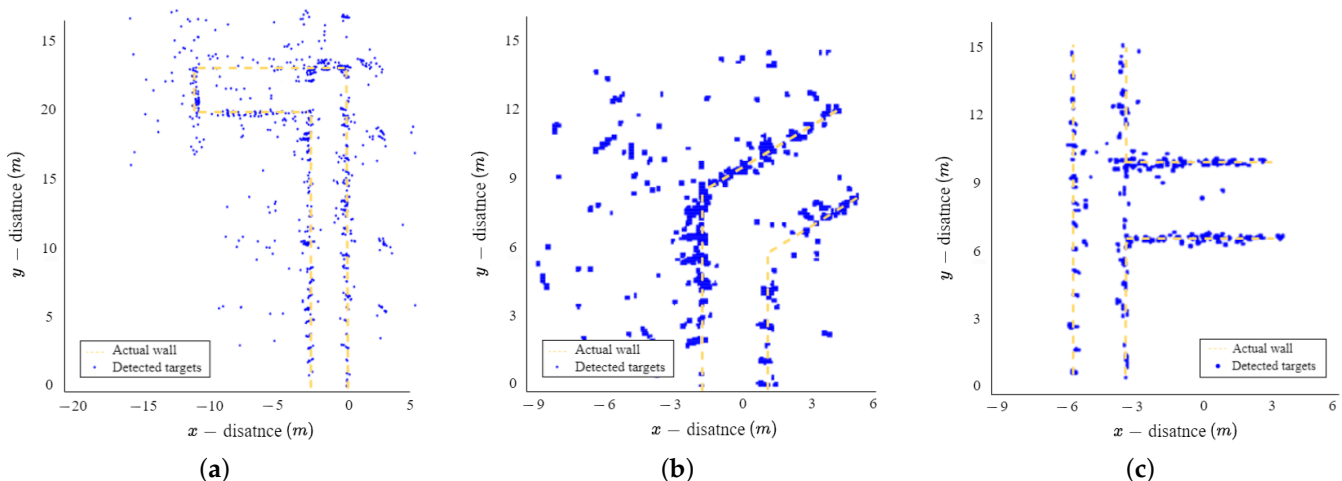 15
20
15
10
5
0
−20
−15
−10
−5
0
5
y − disatnce (m)
x − disatnce (m)
Actual wall
Detected targets
(a)
15
12
9
6
3
0
−9
−6
−3
0
3
6
y − disatnce (m)
x − disatnce (m)
Actual wall
Detected targets
(b)
15
12
9
6
3
0
−9
−6
−3
0
3
6
y − disatnce (m)
x − disatnce (m)
Actual wall
Detected targets
(c)